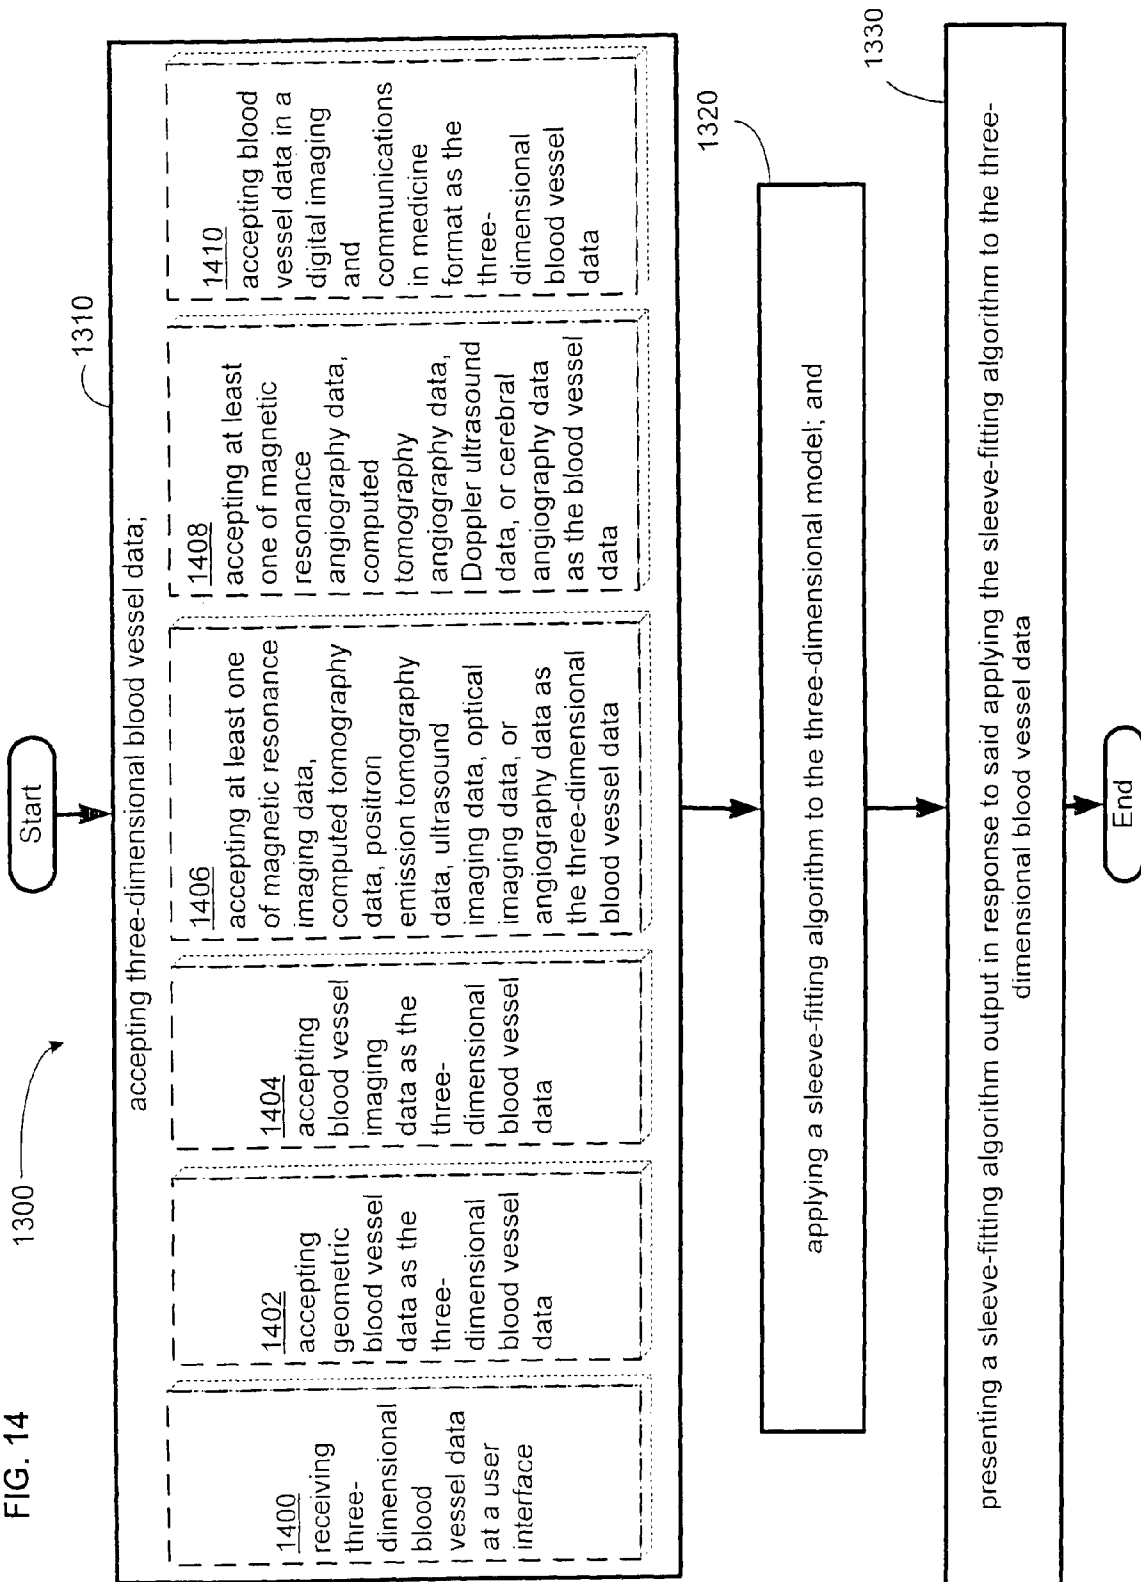 FIG. 14
1300
Start
1310
accepting three-dimensional blood vessel data;
1400
receiving
three-
dimensional
blood
vessel data
at a user
interface
1402
accepting
geometric
blood vessel
data as the
three-
dimensional
blood vessel
data
1404
accepting
blood vessel
imaging
data as the
three-
dimensional
blood vessel
data
1406
accepting at least one
of magnetic resonance
imaging data,
computed tomography
data, positron
emission tomography
data, ultrasound
imaging data, optical
imaging data, or
angiography data as
the three-dimensional
blood vessel data
1408
accepting at least
one of magnetic
resonance
angiography data,
computed
tomography
angiography data,
Doppler ultrasound
data, or cerebral
angiography data
as the blood vessel
data
1410
accepting blood
vessel data in a
digital imaging
and
communications
in medicine
format as the
three-
dimensional
blood vessel
data
1320
applying a sleeve-fitting algorithm to the three-dimensional model; and
1330
presenting a sleeve-fitting algorithm output in response to said applying the sleeve-fitting algorithm to the three-
dimensional blood vessel data
End